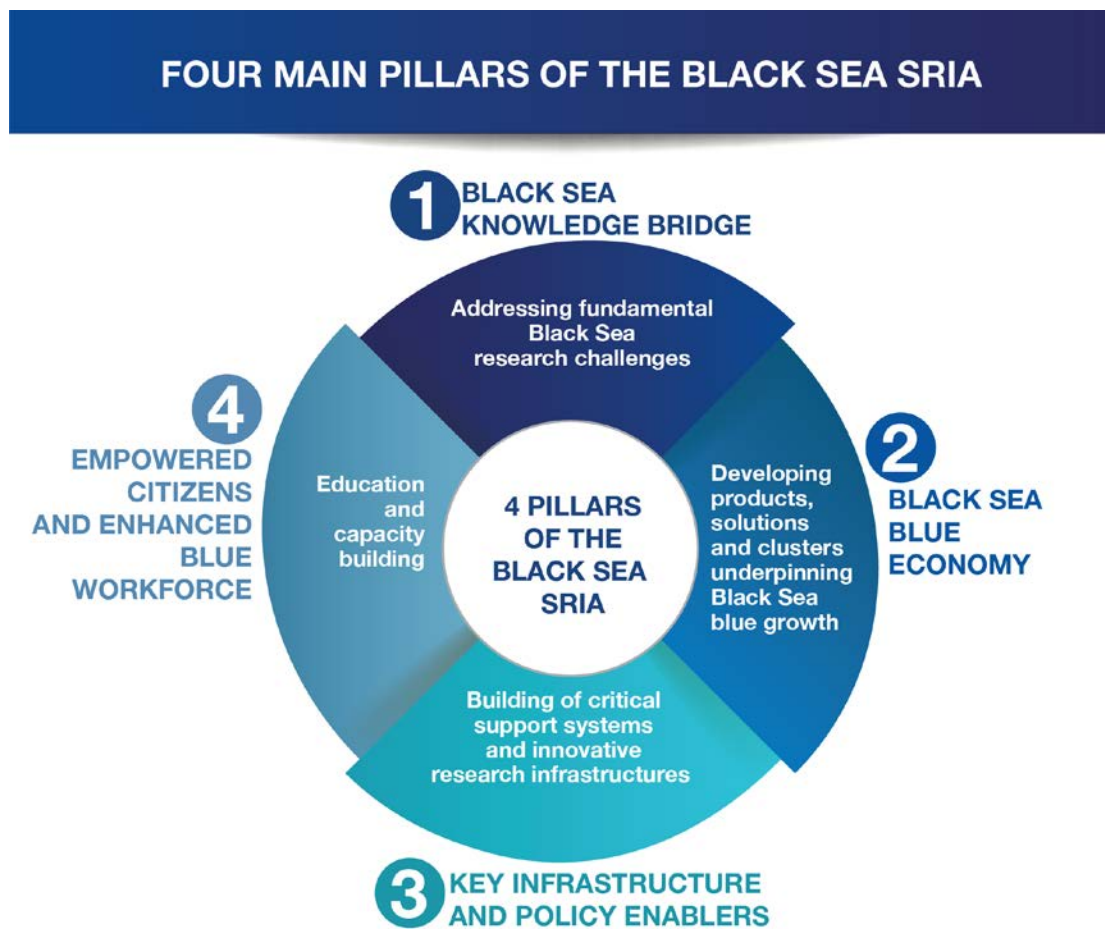 FOUR MAIN PILLARS OF THE BLACK SEA SRIA
1
BLACK SEA
KNOWLEDGE BRIDGE
Addressing fundamental
Black Sea
research challenges
2
BLACK SEA
BLUE
ECONOMY
Developing
products,
solutions
and clusters
underpinning
Black Sea
blue growth
3
KEY INFRASTRUCTURE
AND POLICY ENABLERS
Building of critical
support systems
and innovative
research infrastructures
4
EMPOWERED
CITIZENS
AND ENHANCED
BLUE
WORKFORCE
Education
and
capacity
building
4 PILLARS
OF THE
BLACK SEA
SRIA